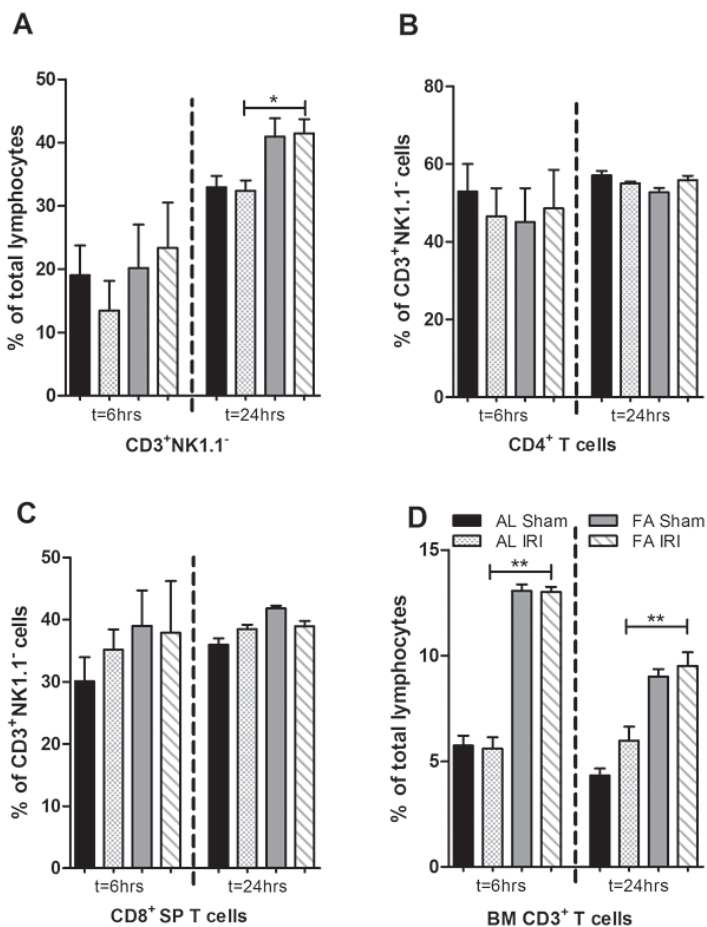 A
% of total lymphocytes
50
40
30
20
10
0
*
t=6hrs
t=24hrs
CD3⁺NK1.1⁻
B
% of CD3⁺NK1.1⁻ cells
80
60
40
20
0
t=6hrs
t=24hrs
CD4⁺ T cells
C
% of CD3⁺NK1.1⁻ cells
50
40
30
20
10
0
t=6hrs
t=24hrs
CD8⁺ SP T cells
D
AL Sham
FA Sham
AL IRI
FA IRI
% of total lymphocytes
15
10
5
0
**
**
t=6hrs
t=24hrs
BM CD3⁺ T cells